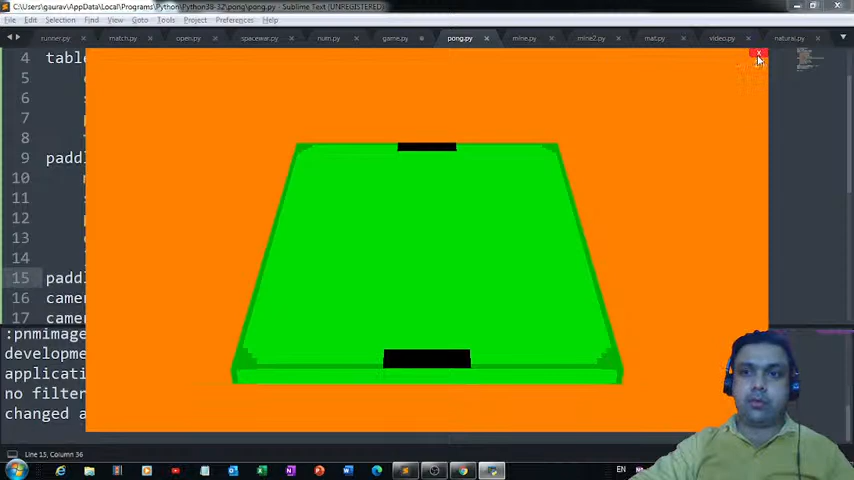 C:\Users\gaurav\AppData\Local\Programs\Python\Python38-32\pong\pong.py - Sublime Text (UNREGISTERED)
File Edit Selection Find View Goto Tools Project Preferences Help
runner.py match.py open.py spacewar.py ruin.py game.py pong.py mine.py mine2.py mat.py video.py natural.py
4 table
5
6 s
7 p
8
9 paddl
10
11 s
12 p
13
14
15 paddl
16 camer
17 camer
:pnmimage
developme
applicati
no filter
changed a
x
Line 15, Column 36
EN